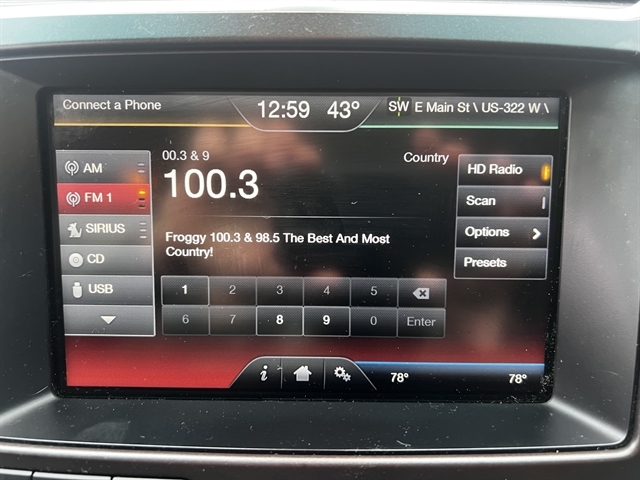 Connect a Phone
12:59 43°
SW E Main St \ US-322 W \
AM
FM 1
SIRIUS
CD
USB
00.3 & 9
100.3
Country
Froggy 100.3 & 98.5 The Best And Most
Country!
1 2 3 4 5
6 7 8 9 0 Enter
HD Radio
Scan
Options
Presets
i
78° 78°